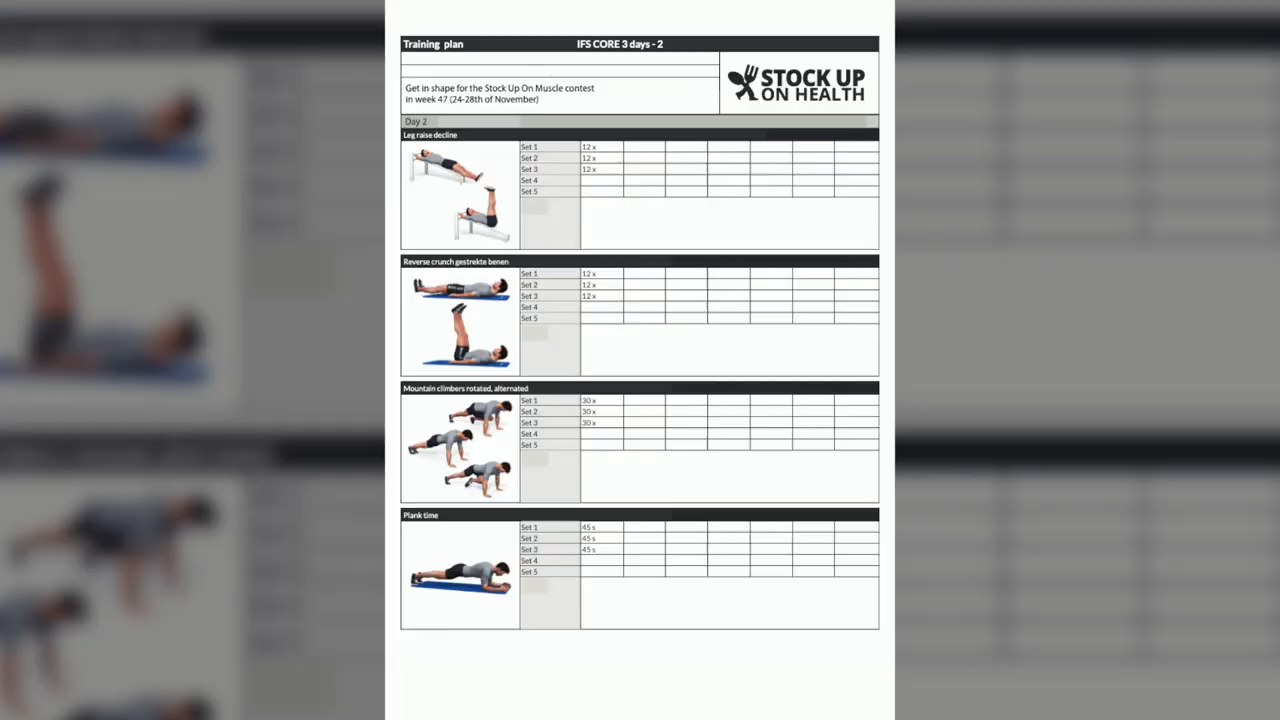 Training plan IFS CORE 3 days - 2
Get in shape for the Stock Up On Muscle contest
in week 47 (24-28th of November)
STOCK UP
ON HEALTH
Day 2
Leg raise decline
Set 1 12 x
Set 2 12 x
Set 3 12 x
Set 4
Set 5
Reverse crunch gestrekte benen
Set 1 12 x
Set 2 12 x
Set 3 12 x
Set 4
Set 5
Mountain climbers rotated, alternated
Set 1 30 x
Set 2 30 x
Set 3 30 x
Set 4
Set 5
Plank time
Set 1 45 s
Set 2 45 s
Set 3 45 s
Set 4
Set 5